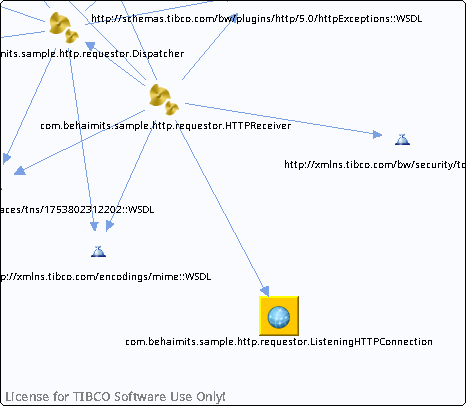 http://schemas.tibco.com/bw/plugins/http/5.0/httpExceptions::WSDL
mits.sample.http.requestor.Dispatcher
com.behaimits.sample.http.requestor.HTTPReceiver
http://xmlns.tibco.com/bw/security/to
aces/tns/1753802312202::WSDL
p://xmlns.tibco.com/encodings/mime::WSDL
com.behaimits.sample.http.requestor.ListeningHTTPConnection
License for TIBCO Software Use Only!